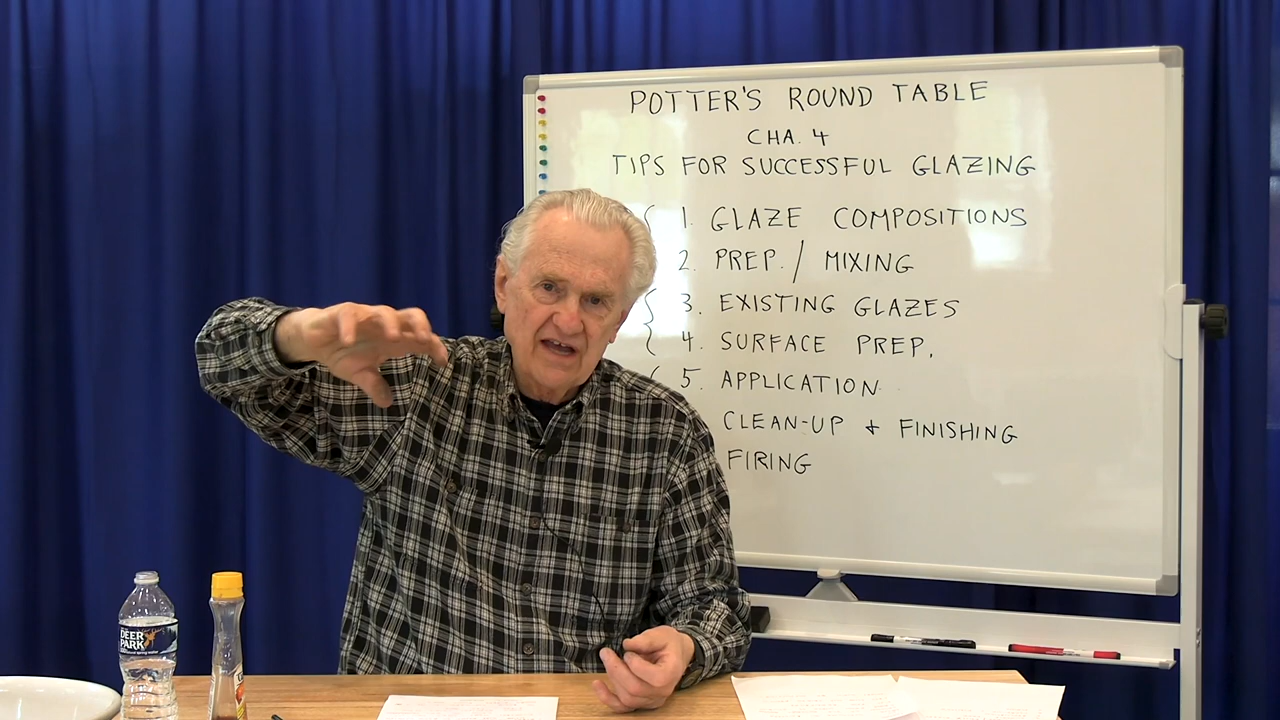 POTTER'S ROUND TABLE
CHA. 4
TIPS FOR SUCCESSFUL GLAZING
1. GLAZE COMPOSITIONS
2. PREP. / MIXING
3. EXISTING GLAZES
4. SURFACE PREP.
5. APPLICATION
CLEAN-UP & FINISHING
FIRING
DEER
PARK